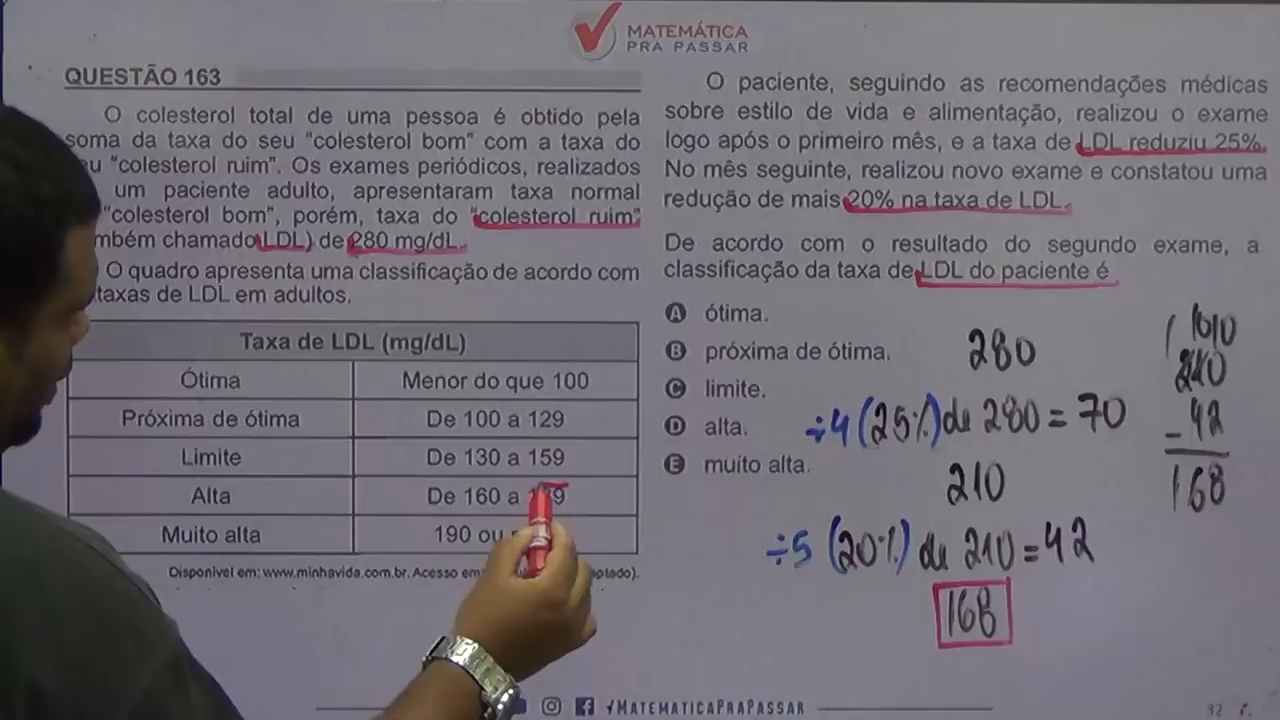 MATEMÁTICA
PRA PASSAR
QUESTÃO 163
O colesterol total de uma pessoa é obtido pela
soma da taxa do seu "colesterol bom" com a taxa do
"colesterol ruim". Os exames periódicos, realizados
um paciente adulto, apresentaram taxa normal
"colesterol bom", porém, taxa do "colesterol ruim"
LDL) de 280 mg/dL.
O quadro apresenta uma classificação de acordo com
taxas de LDL em adultos.
Taxa de LDL (mg/dL)
Ótima Menor do que 100
Próxima de ótima De 100 a 129
Limite De 130 a 159
Alta De 160 a
Muito alta 190 ou
Disponível em: www.minhavida.com.br. Acesso em:
O paciente, seguindo as recomendações médicas
sobre estilo de vida e alimentação, realizou o exame
logo após o primeiro mês, e a taxa de LDL reduziu 25%.
No mês seguinte, realizou novo exame e constatou uma
redução de mais 20% na taxa de LDL.
De acordo com o resultado do segundo exame, a
classificação da taxa de LDL do paciente é
A ótima.
B próxima de ótima.
C limite.
D alta.
E muito alta.
280
÷4 (25%) de 280 = 70
210
÷5 (20%) de 210 = 42
168
- 42
168
/MATEMATICAPRAPASSAR
32